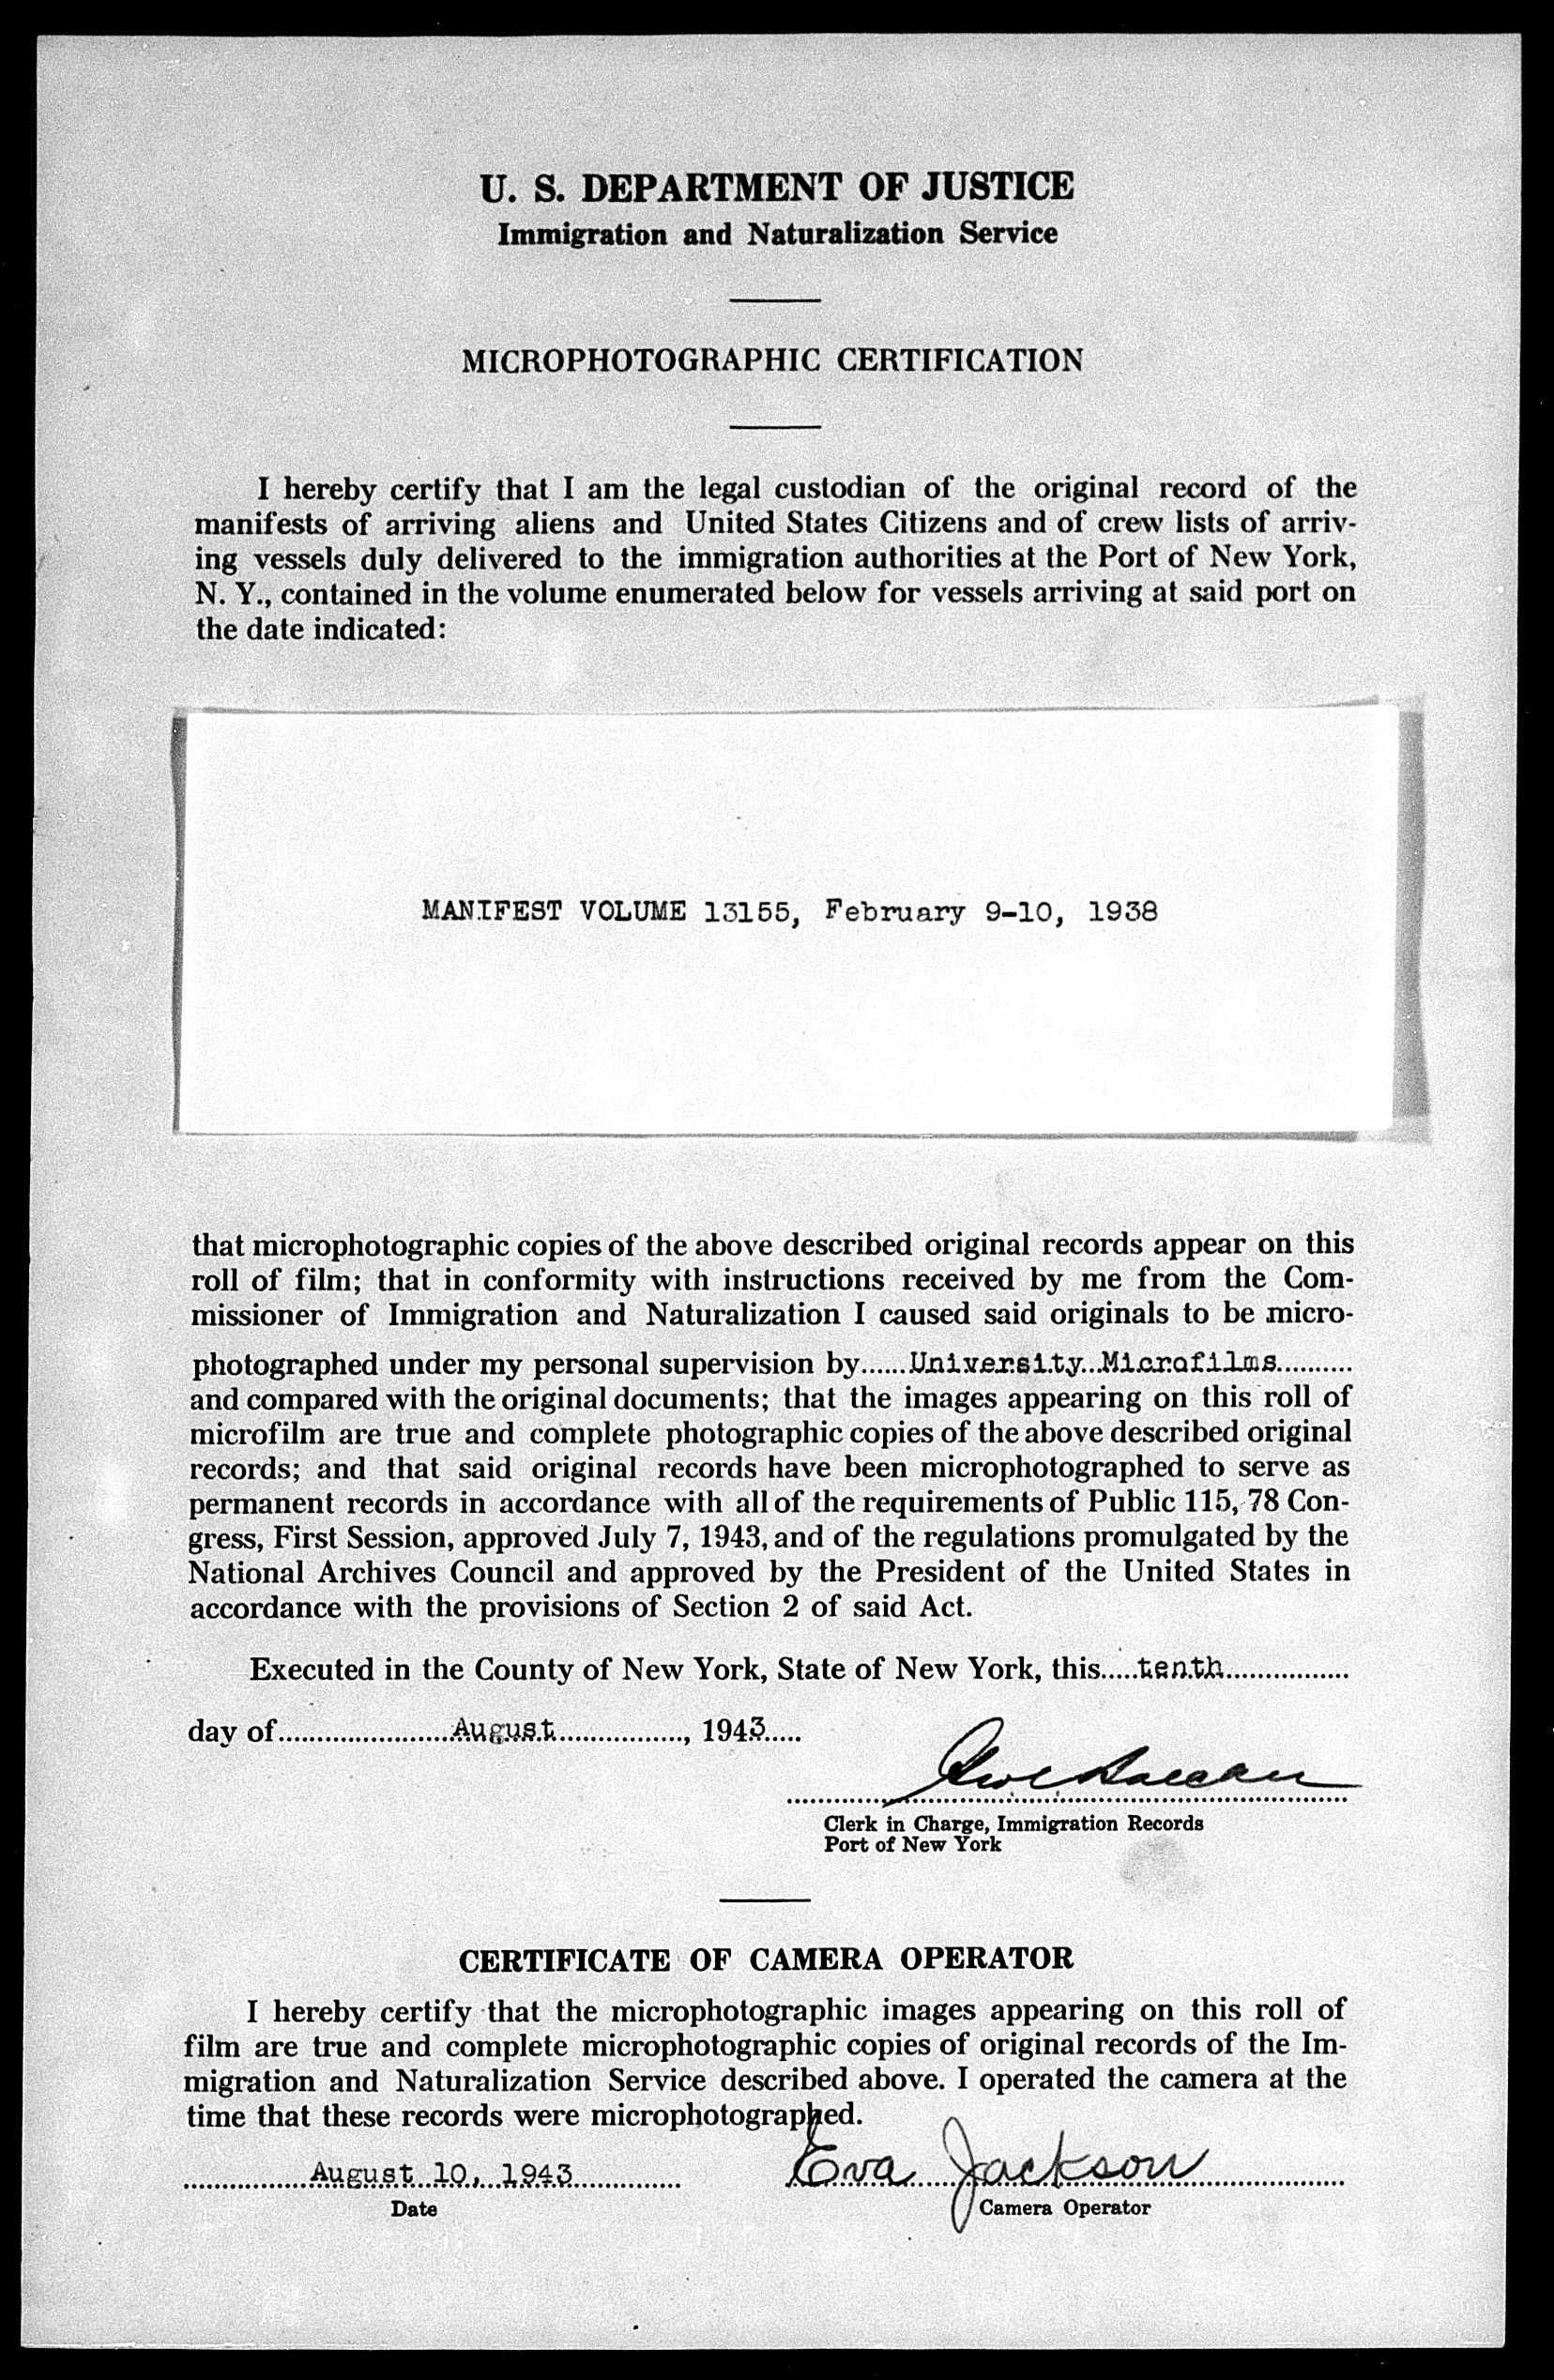 U. S. DEPARTMENT OF JUSTICE
Immigration and Naturalization Service
MICROPHOTOGRAPHIC CERTIFICATION
I hereby certify that I am the legal custodian of the original record of the
manifests of arriving aliens and United States Citizens and of crew lists of arriv-
ing vessels duly delivered to the immigration authorities at the Port of New York,
N. Y., contained in the volume enumerated below for vessels arriving at said port on
the date indicated:
MANIFEST VOLUME 13155, February 9-10, 1938
that microphotographic copies of the above described original records appear on this
roll of film; that in conformity with instructions received by me from the Com-
missioner of Immigration and Naturalization I caused said originals to be micro-
photographed under my personal supervision by......University Microfilms..........
and compared with the original documents; that the images appearing on this roll of
microfilm are true and complete photographic copies of the above described original
records; and that said original records have been microphotographed to serve as
permanent records in accordance with all of the requirements of Public 115, 78 Con-
gress, First Session, approved July 7, 1943, and of the regulations promulgated by the
National Archives Council and approved by the President of the United States in
accordance with the provisions of Section 2 of said Act.
Executed in the County of New York, State of New York, this.....tenth................
day of.......................August................., 1943.....
Clerk in Charge, Immigration Records
Port of New York
CERTIFICATE OF CAMERA OPERATOR
I hereby certify that the microphotographic images appearing on this roll of
film are true and complete microphotographic copies of original records of the Im-
migration and Naturalization Service described above. I operated the camera at the
time that these records were microphotographed.
August 10, 1943 Eva Jackson
Date Camera Operator